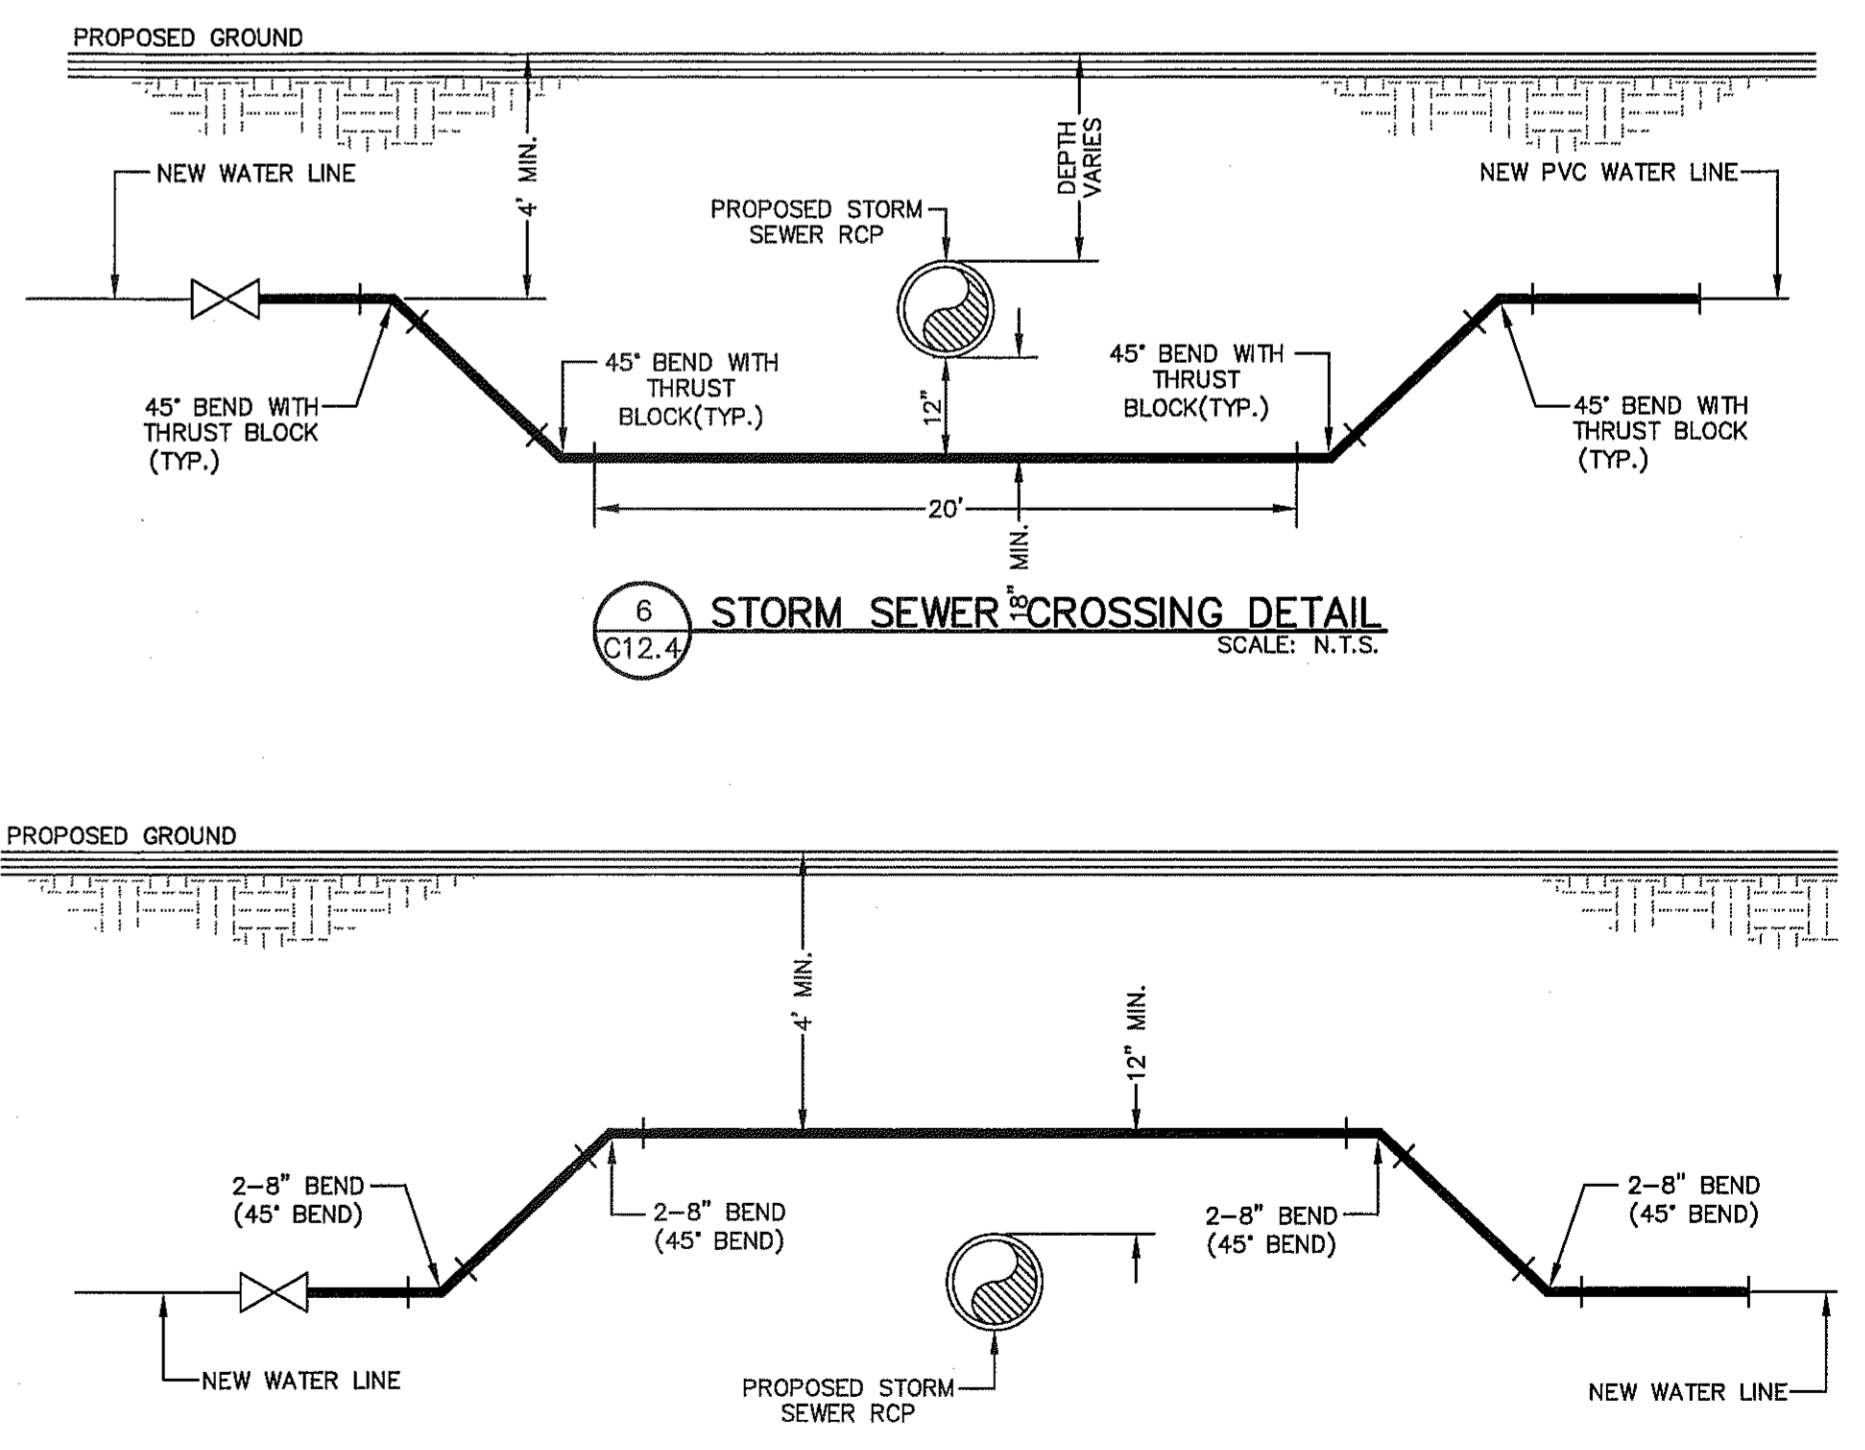 PROPOSED GROUND
NEW WATER LINE
4' MIN.
DEPTH
VARIES
NEW PVC WATER LINE
PROPOSED STORM
SEWER RCP
45° BEND WITH
THRUST BLOCK
(TYP.)
45° BEND WITH
THRUST
BLOCK(TYP.)
12"
45° BEND WITH
THRUST
BLOCK(TYP.)
45° BEND WITH
THRUST BLOCK
(TYP.)
20'
18" MIN.
6
C12.4
STORM SEWER CROSSING DETAIL
SCALE: N.T.S.
PROPOSED GROUND
4' MIN.
12" MIN.
2-8" BEND
(45° BEND)
2-8" BEND
(45° BEND)
2-8" BEND
(45° BEND)
2-8" BEND
(45° BEND)
NEW WATER LINE
PROPOSED STORM
SEWER RCP
NEW WATER LINE